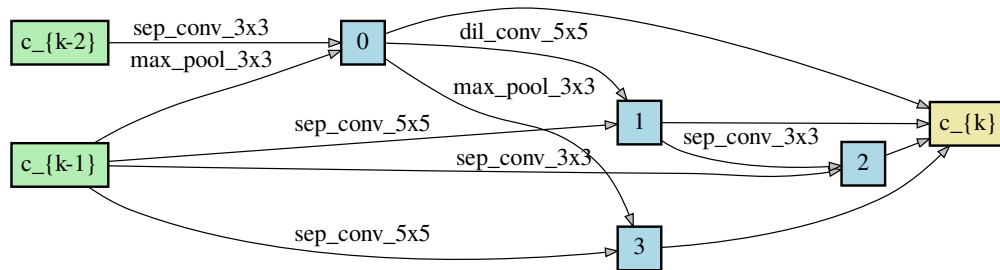 c_{k-2}
sep_conv_3x3
0
dil_conv_5x5
max_pool_3x3
max_pool_3x3
sep_conv_5x5
1
c_{k}
c_{k-1}
sep_conv_3x3
sep_conv_3x3
2
sep_conv_5x5
3